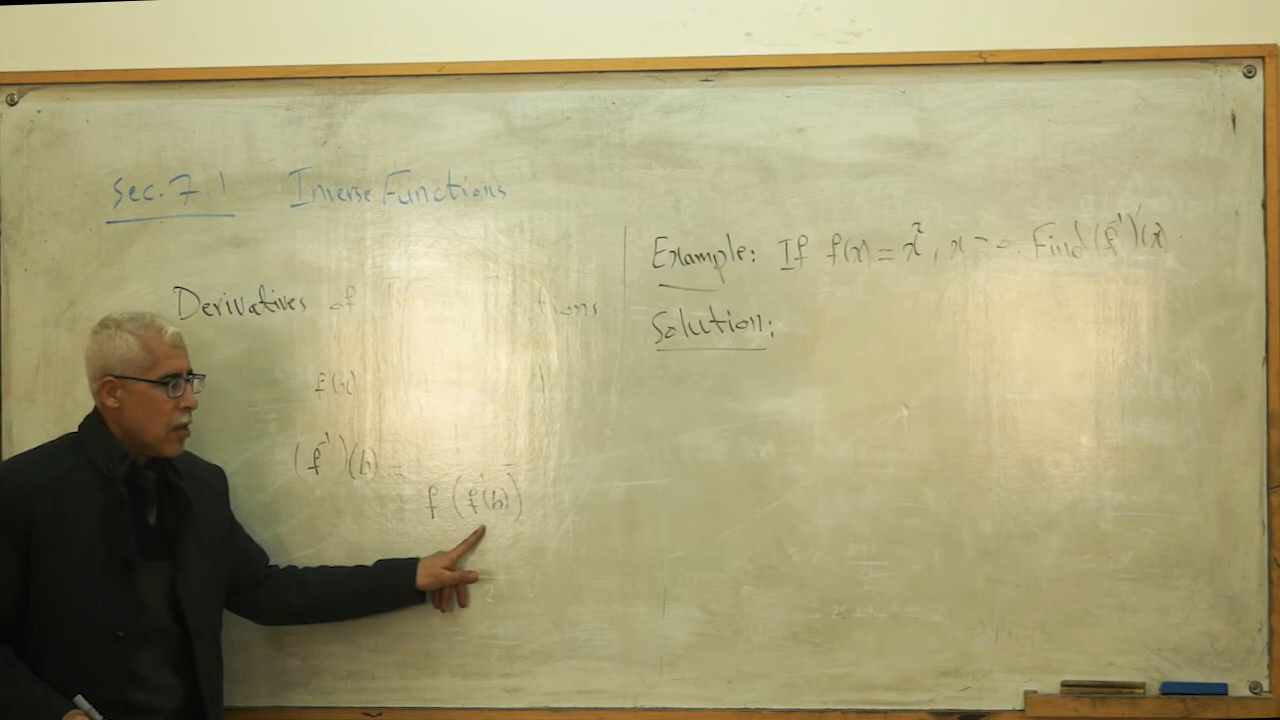 Sec. 7.1 Inverse Functions
Derivatives of
f(x)
(f⁻¹)(b) =
f (f⁻¹(b))
Example: If f(x) = x², x > 0. Find (f⁻¹)'(x).
Solution: